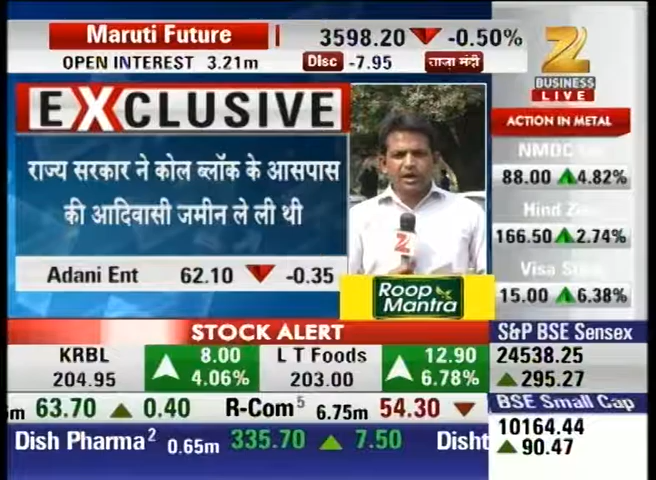 Maruti Future 3598.20 -0.50%
OPEN INTEREST 3.21m Disc -7.95 ताज़ा मंदी
Z
BUSINESS
LIVE
EXCLUSIVE
राज्य सरकार ने कोल ब्लॉक के आसपास
की आदिवासी जमीन ले ली थी
Adani Ent 62.10 -0.35
Roop
Mantra
ACTION IN METAL
NMDC
88.00 4.82%
Hind
166.50 2.74%
Visa
15.00 6.38%
STOCK ALERT
KRBL 8.00 L T Foods 12.90
204.95 4.06% 203.00 6.78%
S&P BSE Sensex
24538.25
295.27
63.70 0.40 R-Com 5 6.75m 54.30
BSE Small Cap
10164.44
90.47
Dish Pharma 2 0.65m 335.70 7.50 Disht